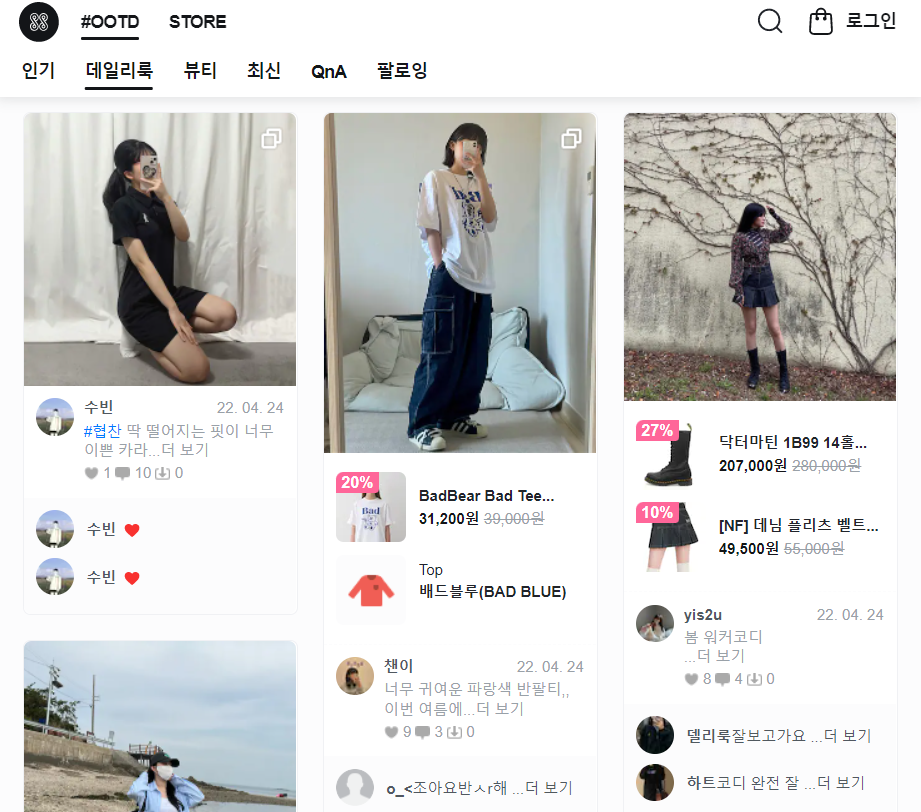 #OOTD
STORE
로그인
인기
데일리룩
뷰티
최신
QnA
팔로잉
수빈
22. 04. 24
#협찬 딱 떨어지는 핏이 너무
이쁜 카라...더 보기
1 10 0
수빈 ❤️
수빈 ❤️
Bad
20%
Bad
BadBear Bad Tee...
31,200원 39,000원
Top
배드블루(BAD BLUE)
챈이
22. 04. 24
너무 귀여운 파랑색 반팔티,,
이번 여름에...더 보기
9 3 0
o_<조아요반ㅅr해 ...더 보기
27%
닥터마틴 1B99 14홀...
207,000원 280,000원
10%
[NF] 데님 플리츠 벨트...
49,500원 55,000원
yis2u
22. 04. 24
봄 워커코디
...더 보기
8 4 0
델리룩잘보고가요 ...더 보기
하트코디 완전 잘 ...더 보기